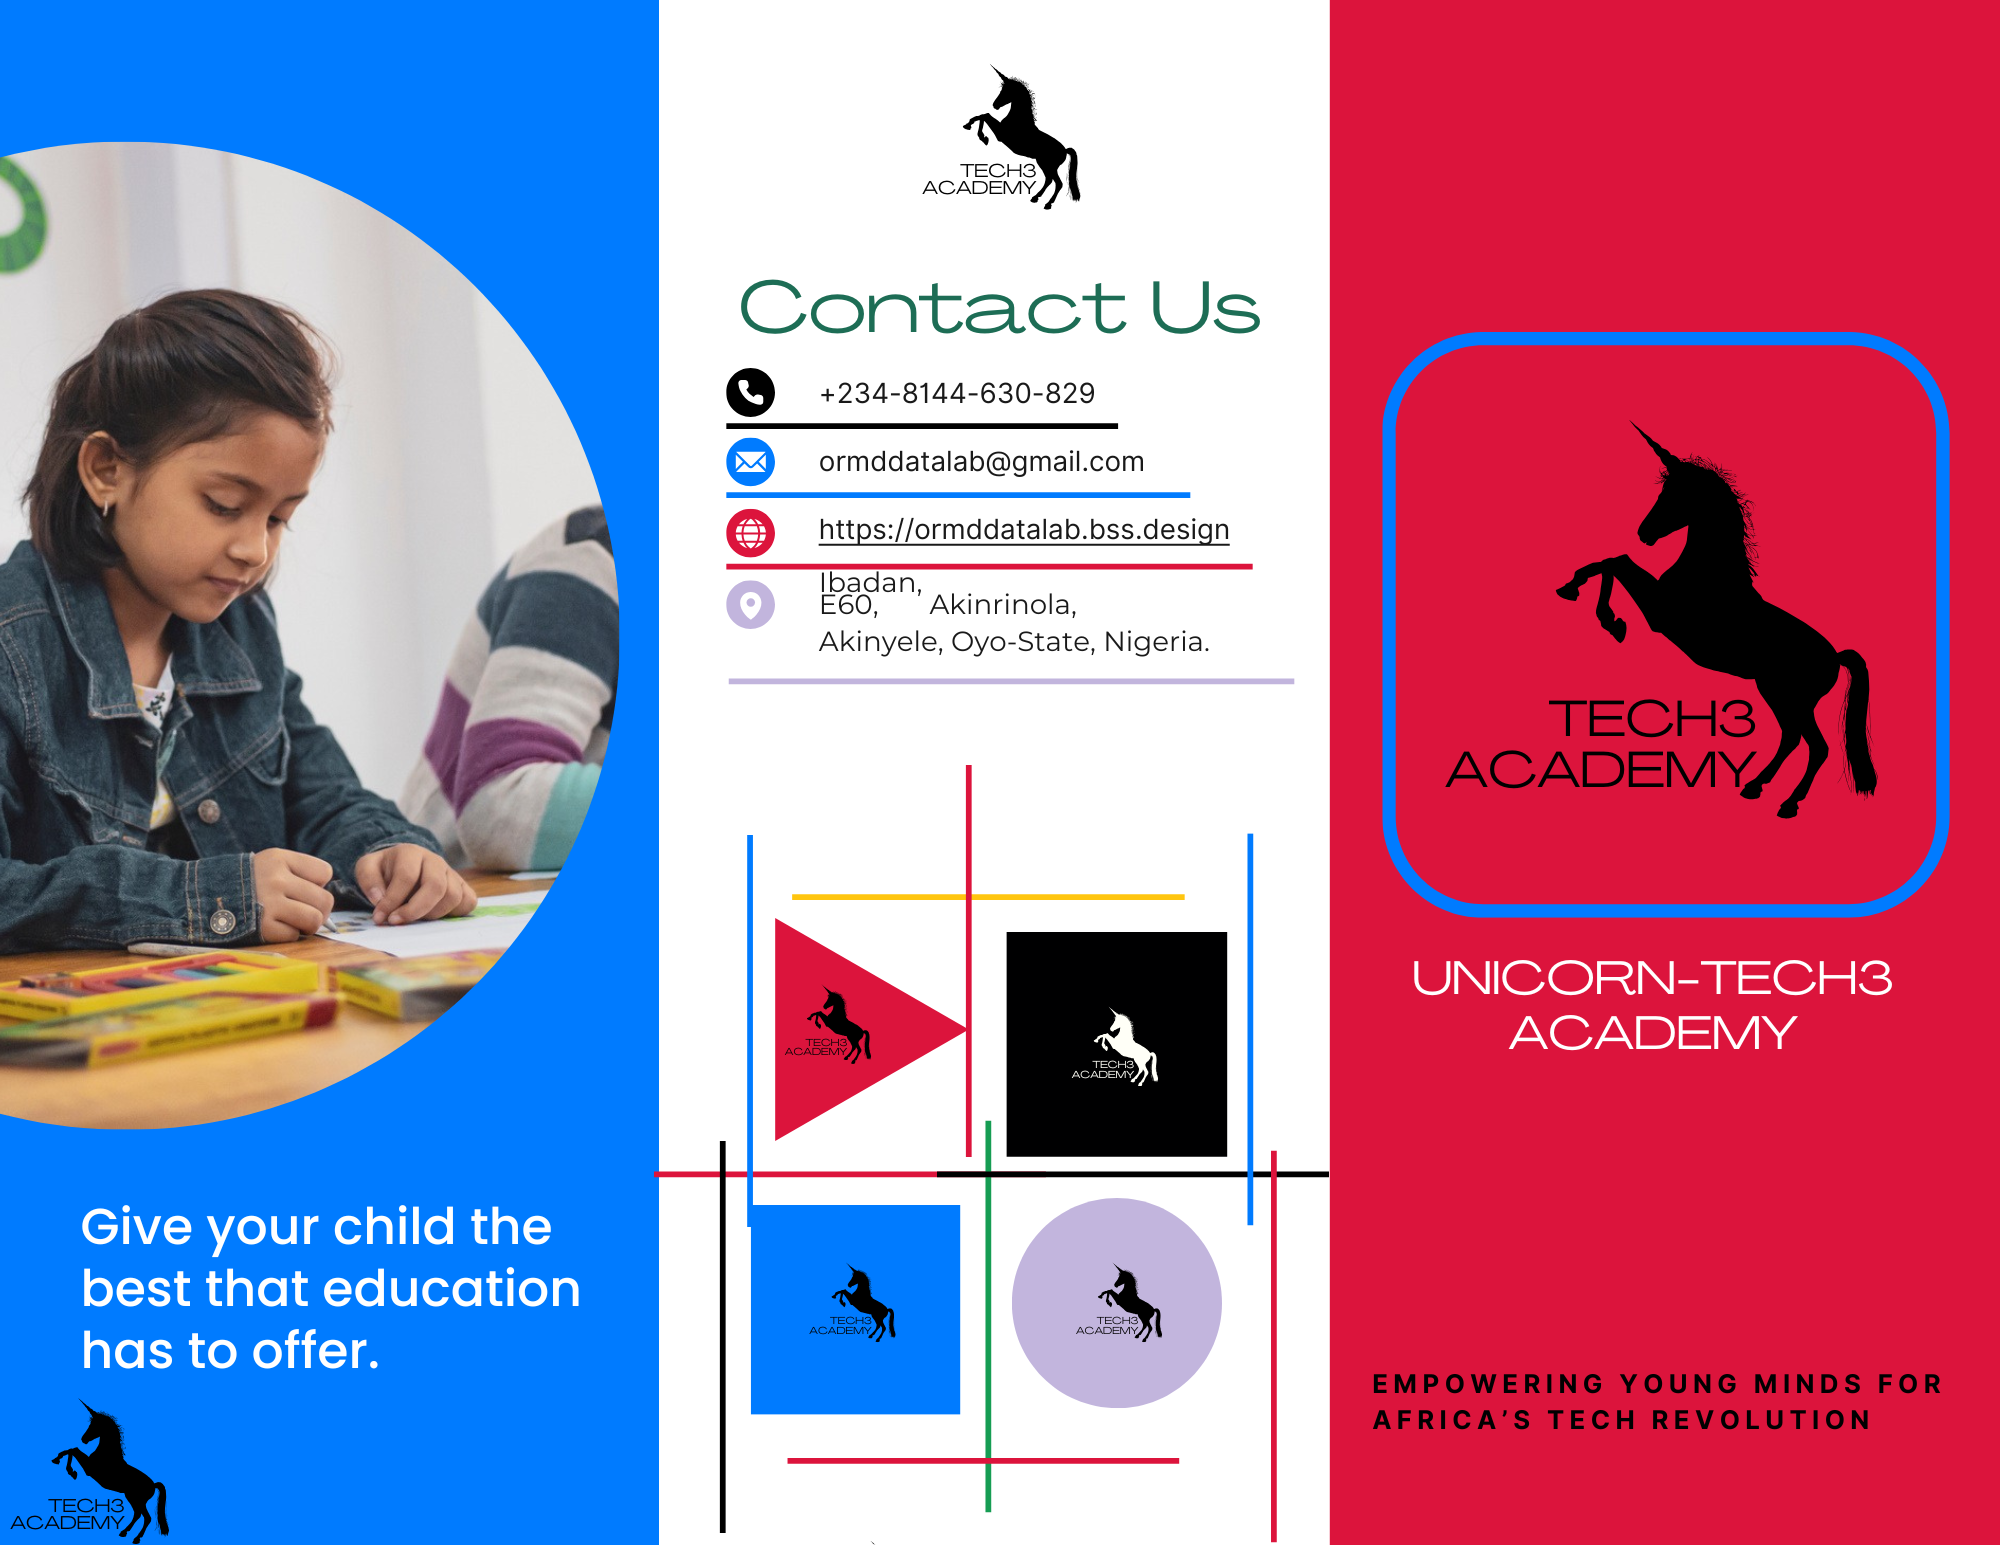 Give your child the
best that education
has to offer.
TECH3
ACADEMY
TECH3
ACADEMY
Contact Us
+234-8144-630-829
ormddatalab@gmail.com
https://ormddatalab.bss.design
Ibadan,
E60, Akinrinola,
Akinyele, Oyo-State, Nigeria.
TECH3
ACADEMY
TECH3
ACADEMY
TECH3
ACADEMY
TECH3
ACADEMY
TECH3
ACADEMY
UNICORN-TECH3
ACADEMY
EMPOWERING YOUNG MINDS FOR
AFRICA'S TECH REVOLUTION